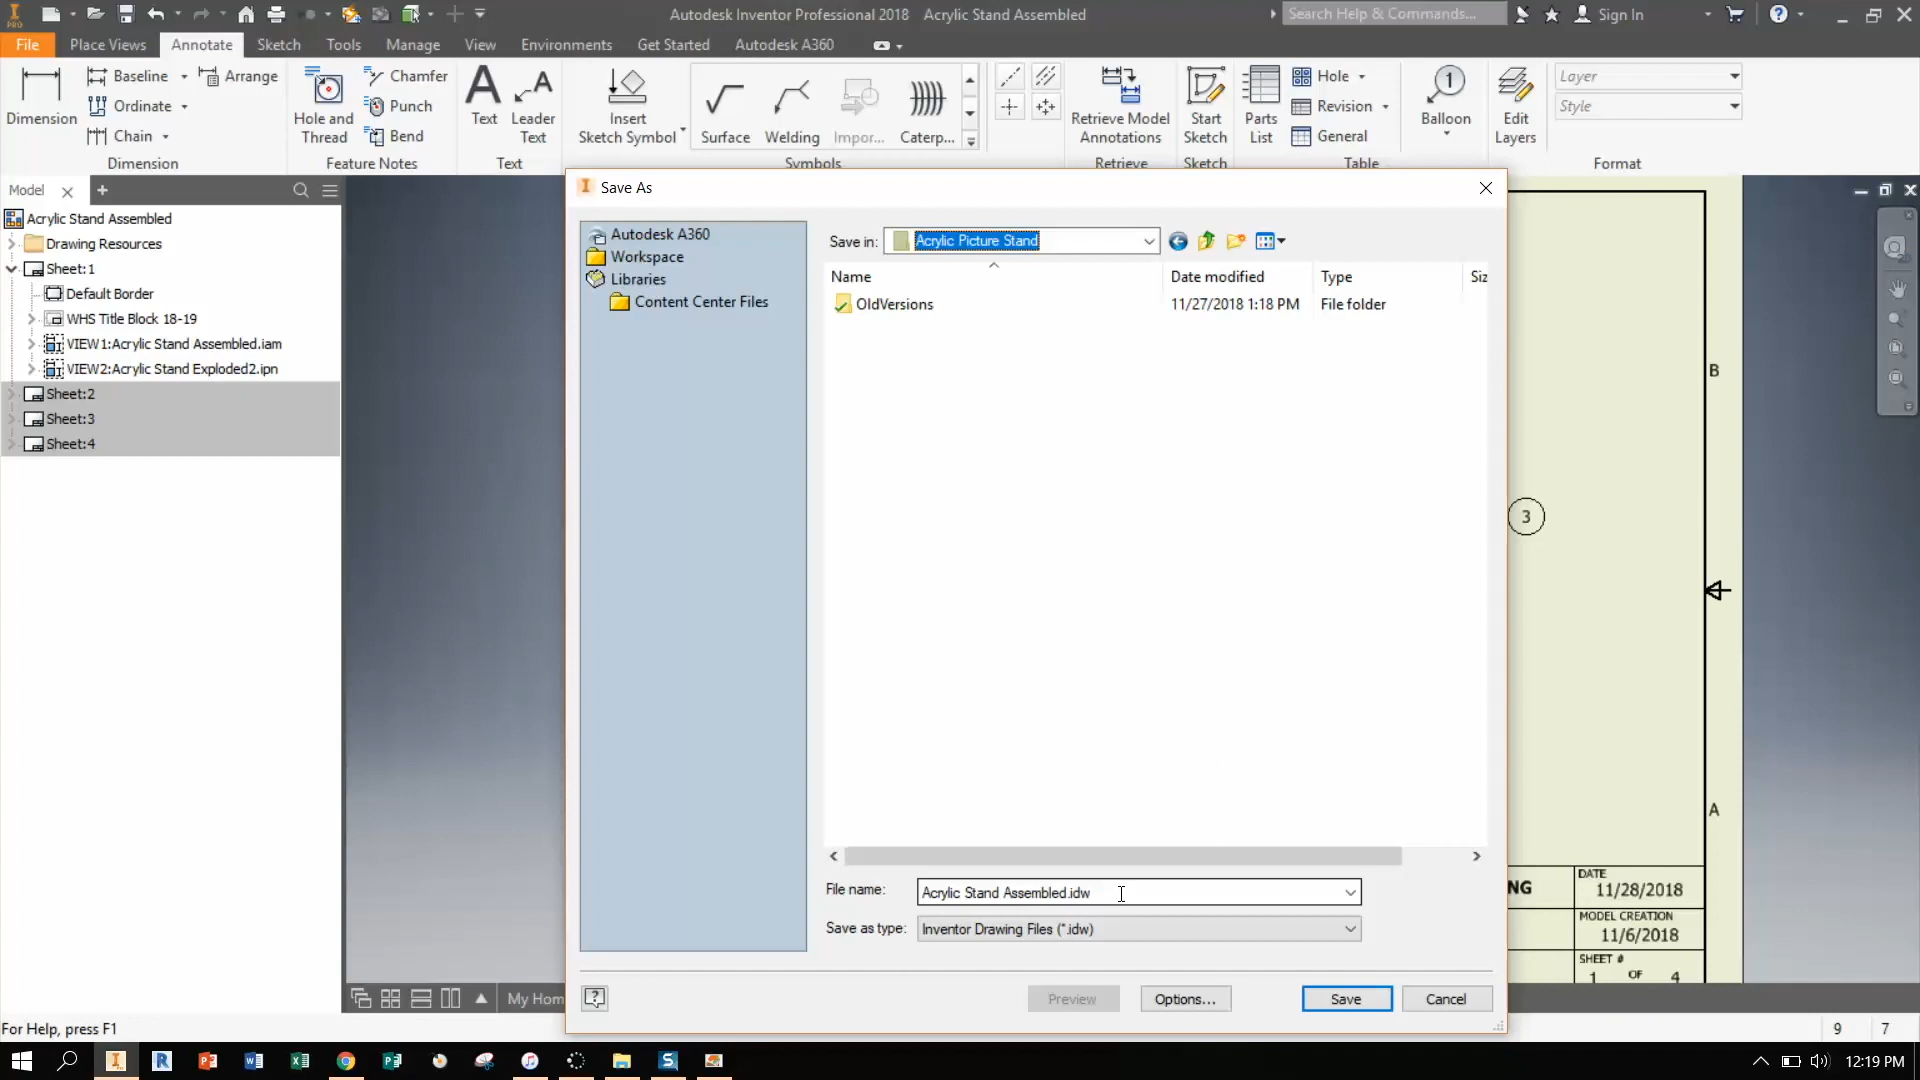 Autodesk Inventor Professional 2018 Acrylic Stand Assembled
Search Help & Commands...
Sign In
PRO
File
Place Views
Annotate
Sketch
Tools
Manage
View
Environments
Get Started
Autodesk A360
Dimension
Baseline
Arrange
Ordinate
Chain
Dimension
Hole and Thread
Chamfer
Punch
Bend
Feature Notes
Text
Leader Text
Text
Insert Sketch Symbol
Surface
Welding
Impor...
Caterp...
Symbols
Retrieve Model Annotations
Retrieve
Start Sketch
Sketch
Parts List
Hole
Revision
General
Table
Balloon
Edit Layers
Layer
Style
Format
Model
Acrylic Stand Assembled
Drawing Resources
Sheet:1
Default Border
WHS Title Block 18-19
VIEW1:Acrylic Stand Assembled.iam
VIEW2:Acrylic Stand Exploded2.ipn
Sheet:2
Sheet:3
Sheet:4
Save As
Autodesk A360
Workspace
Libraries
Content Center Files
Save in: Acrylic Picture Stand
Name Date modified Type Siz
OldVersions 11/27/2018 1:18 PM File folder
File name: Acrylic Stand Assembled.idw
Save as type: Inventor Drawing Files (*.idw)
Preview
Options...
Save
Cancel
B
3
A
NG
DATE
11/28/2018
MODEL CREATION
11/6/2018
SHEET #
1 OF 4
My Hom
For Help, press F1
9 7
12:19 PM